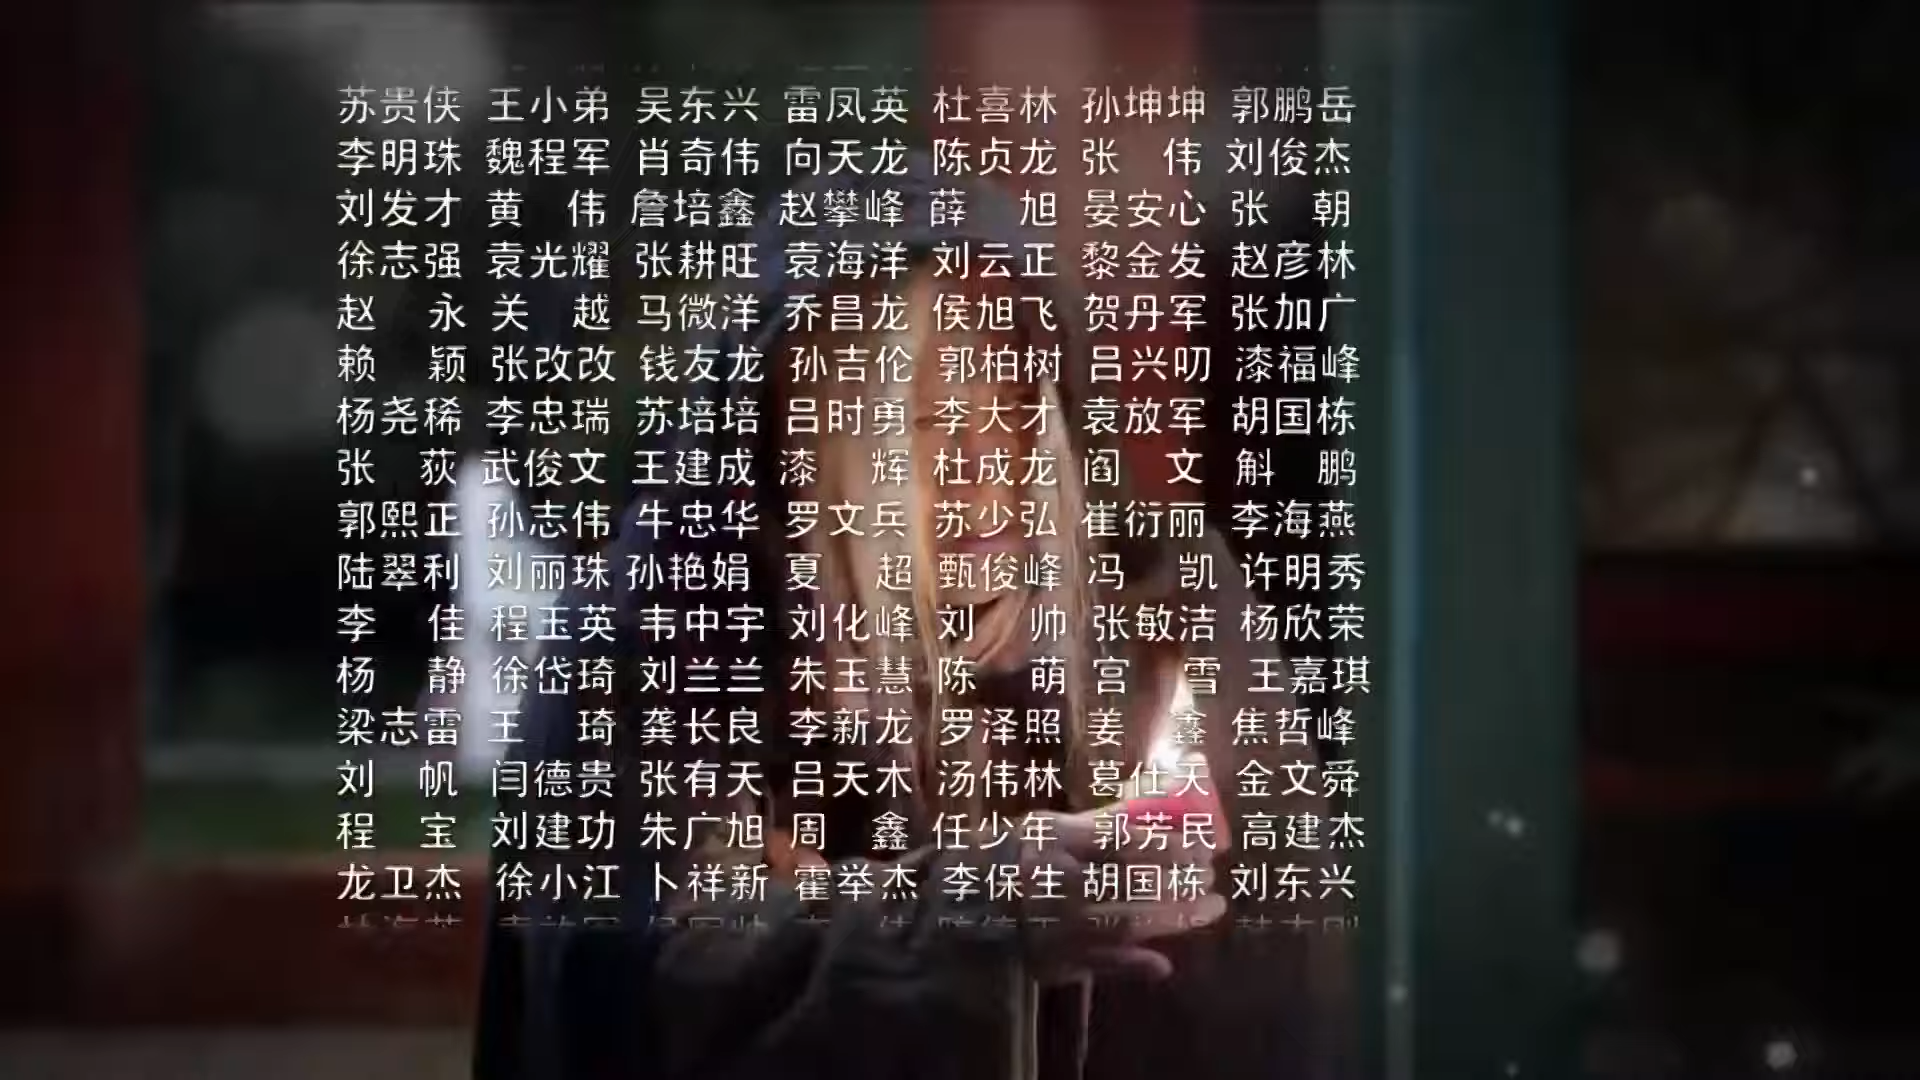 苏贵侠 王小弟 吴东兴 雷凤英 杜喜林 孙坤坤 郭鹏岳
李明珠 魏程军 肖奇伟 向天龙 陈贞龙 张 伟 刘俊杰
刘发才 黄 伟 詹培鑫 赵攀峰 薛 旭 晏安心 张 朝
徐志强 袁光耀 张耕旺 袁海洋 刘云正 黎金发 赵彦林
赵 永 关 越 马微洋 乔昌龙 侯旭飞 贺丹军 张加广
赖 颖 张改改 钱友龙 孙吉伦 郭柏树 吕兴叨 漆福峰
杨尧稀 李忠瑞 苏培培 吕时勇 李大才 袁放军 胡国栋
张 荻 武俊文 王建成 漆 辉 杜成龙 阎 文 斛 鹏
郭熙正 孙志伟 牛忠华 罗文兵 苏少弘 崔衍丽 李海燕
陆翠利 刘丽珠 孙艳娟 夏 超 甄俊峰 冯 凯 许明秀
李 佳 程玉英 韦中宇 刘化峰 刘 帅 张敏洁 杨欣荣
杨 静 徐岱琦 刘兰兰 朱玉慧 陈 萌 宫 雪 王嘉琪
梁志雷 王 琦 龚长良 李新龙 罗泽照 姜 鑫 焦哲峰
刘 帆 闫德贵 张有天 吕天木 汤伟林 葛仕天 金文舜
程 宝 刘建功 朱广旭 周 鑫 任少年 郭芳民 高建杰
龙卫杰 徐小江 卜祥新 霍举杰 李保生 胡国栋 刘东兴